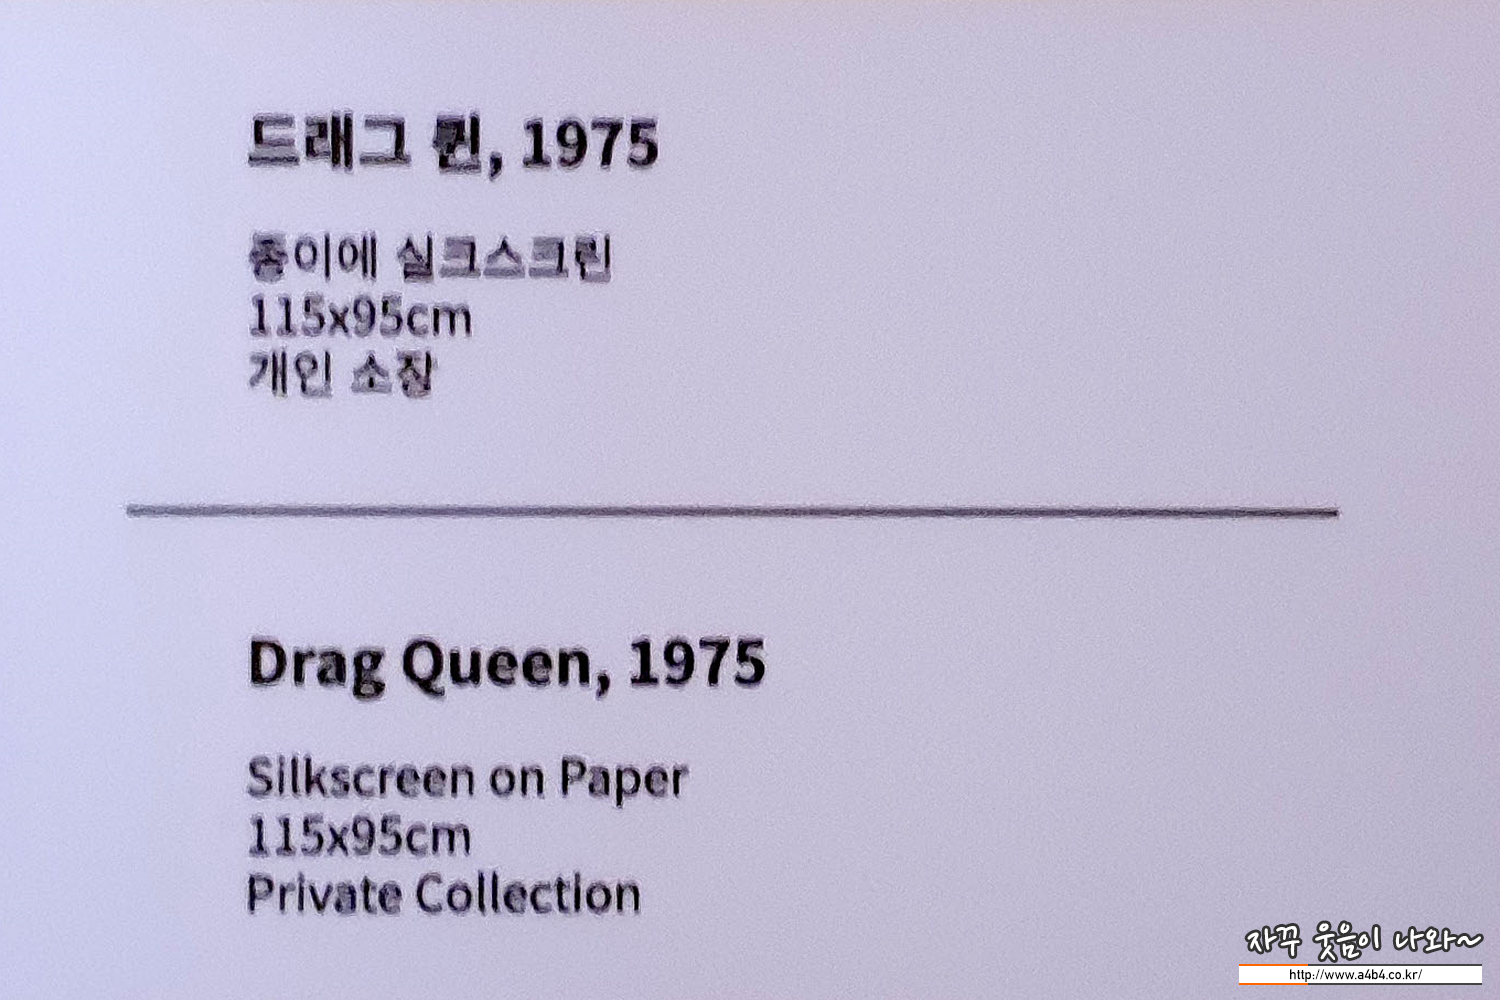 드래그 퀸, 1975
종이에 실크스크린
115x95cm
개인 소장
Drag Queen, 1975
Silkscreen on Paper
115x95cm
Private Collection
자꾸 웃음이 나와~
http://www.a4b4.co.kr/